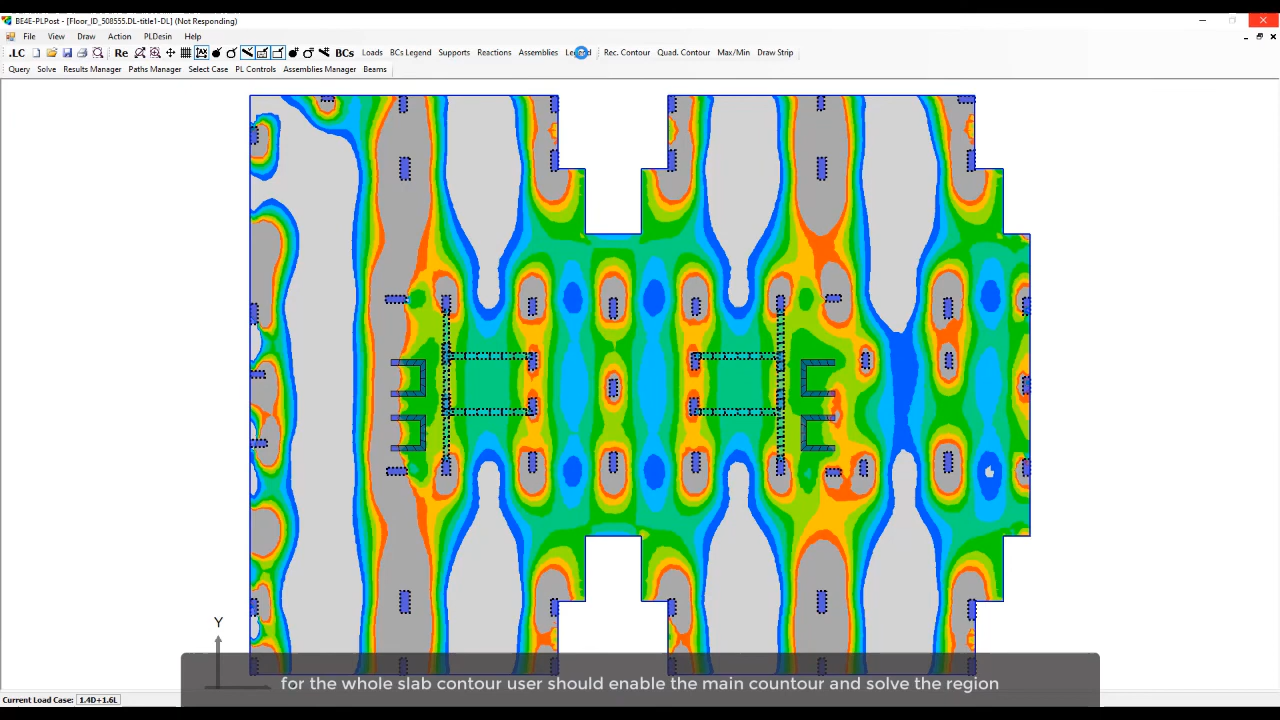 BE4E-PLPost - [Floor_ID_508555.DL-title1-DL] (Not Responding)
File View Draw PLDesin Help
.LC Re BCs Loads BCs Legend Supports Reactions Assemblies Legend Rec. Contour Quad. Contour Max/Min Draw Strip
Query Solve Results Manager Paths Manager Select Case PL Controls Assemblies Manager Beams
Y
for the whole slab contour user should enable the main countour and solve the region
Current Load Case: 1.4D+1.6L